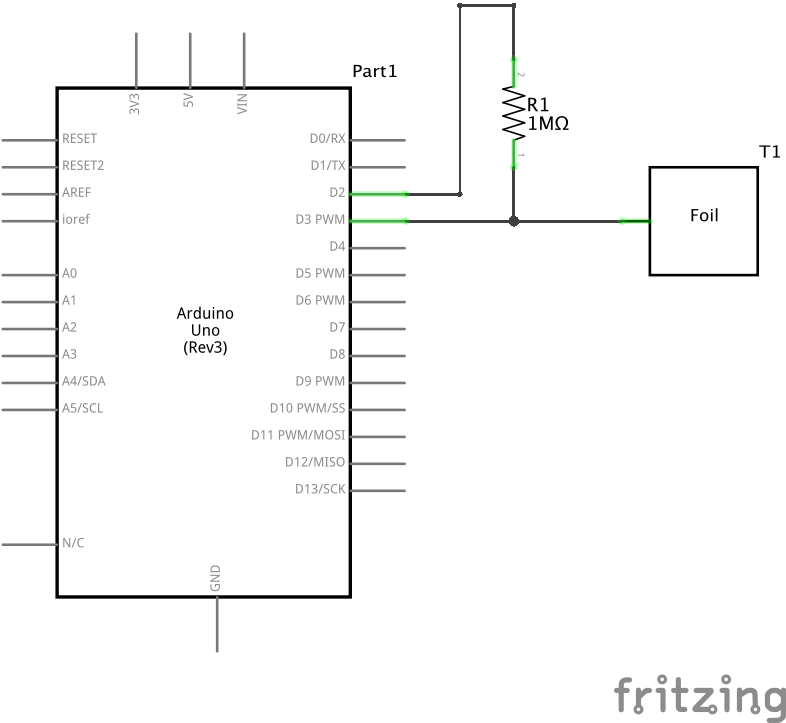 Part1
3V3
5V
VIN
RESET
RESET2
AREF
ioref
A0
A1
A2
A3
A4/SDA
A5/SCL
N/C
Arduino
Uno
(Rev3)
D0/RX
D1/TX
D2
D3 PWM
D4
D5 PWM
D6 PWM
D7
D8
D9 PWM
D10 PWM/SS
D11 PWM/MOSI
D12/MISO
D13/SCK
GND
2
R1
1MΩ
1
T1
Foil
fritzing